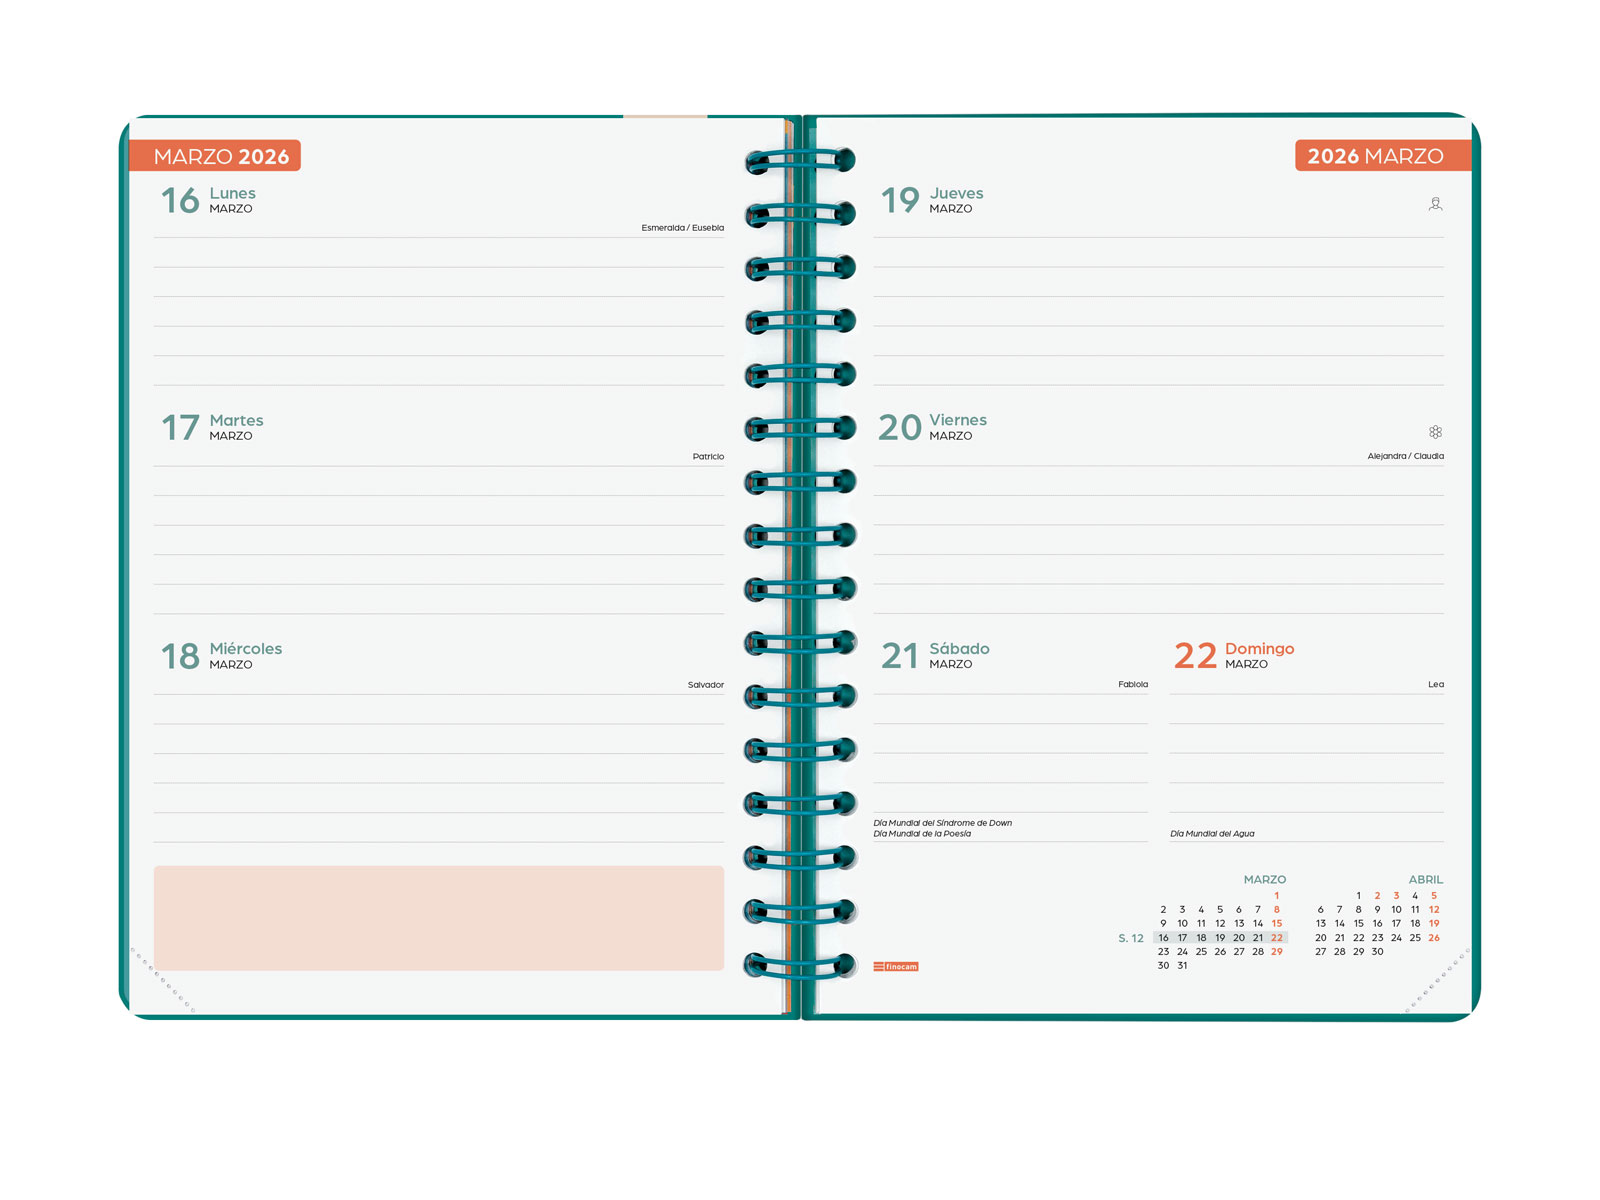 MARZO 2026
16 Lunes
MARZO
Esmeralda / Eusebia
17 Martes
MARZO
Patricio
18 Miércoles
MARZO
Salvador
2026 MARZO
19 Jueves
MARZO
20 Viernes
MARZO
Alejandra / Claudia
21 Sábado
MARZO
Fabiola
Día Mundial del Síndrome de Down
Día Mundial de la Poesía
22 Domingo
MARZO
Lea
Día Mundial del Agua
finocam
S. 12
MARZO
1
2 3 4 5 6 7 8
9 10 11 12 13 14 15
16 17 18 19 20 21 22
23 24 25 26 27 28 29
30 31
ABRIL
1 2 3 4 5
6 7 8 9 10 11 12
13 14 15 16 17 18 19
20 21 22 23 24 25 26
27 28 29 30